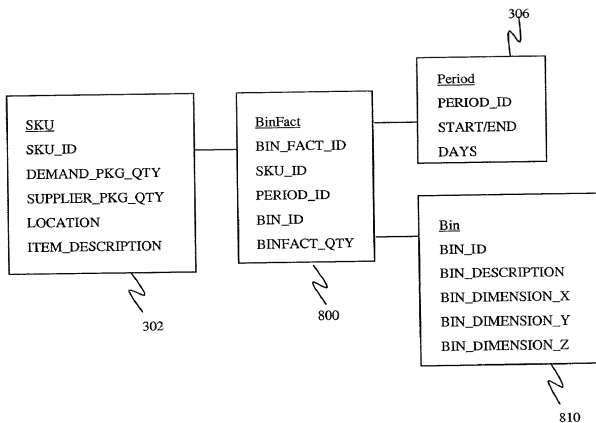 306
Period
PERIOD_ID
START/END
DAYS
SKU
SKU_ID
DEMAND_PKG_QTY
SUPPLIER_PKG_QTY
LOCATION
ITEM_DESCRIPTION
302
BinFact
BIN_FACT_ID
SKU_ID
PERIOD_ID
BIN_ID
BINFACT_QTY
800
Bin
BIN_ID
BIN_DESCRIPTION
BIN_DIMENSION_X
BIN_DIMENSION_Y
BIN_DIMENSION_Z
810